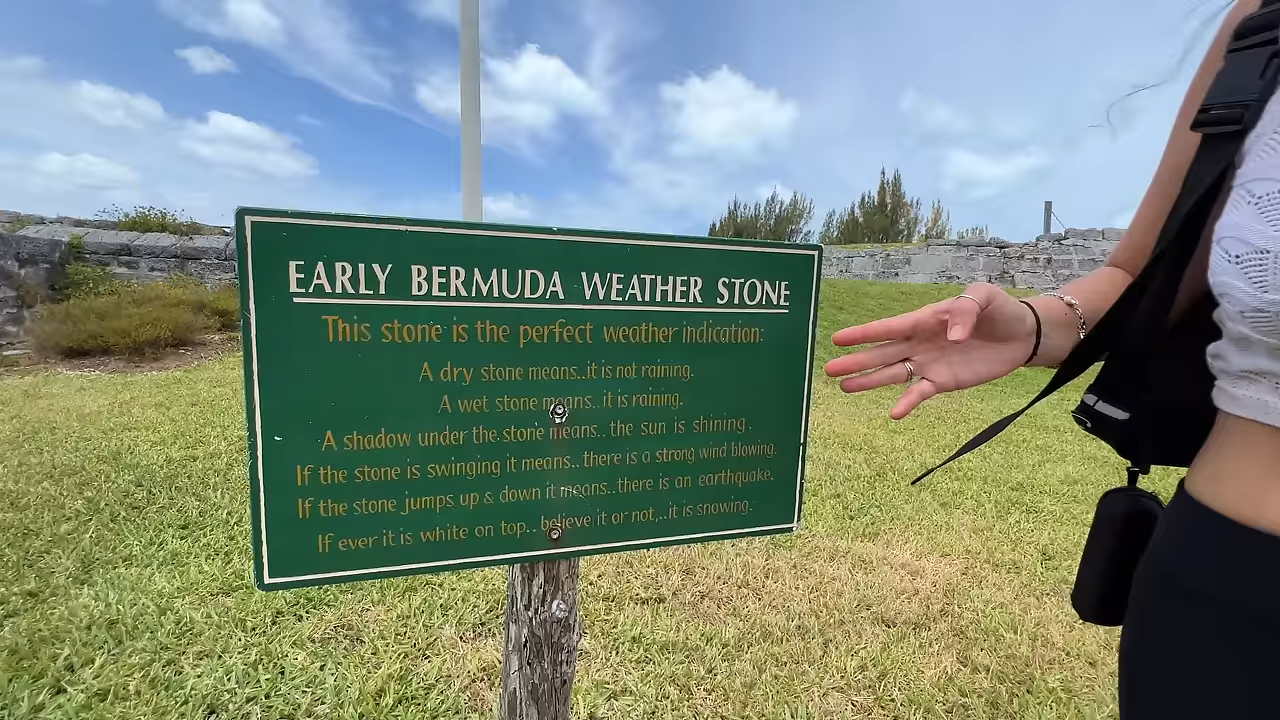 EARLY BERMUDA WEATHER STONE
This stone is the perfect weather indication:
A dry stone means..it is not raining.
A wet stone means..it is raining.
A shadow under the stone means..the sun is shining.
If the stone is swinging it means..there is a strong wind blowing.
If the stone jumps up & down it means..there is an earthquake.
If ever it is white on top..believe it or not,..it is snowing.